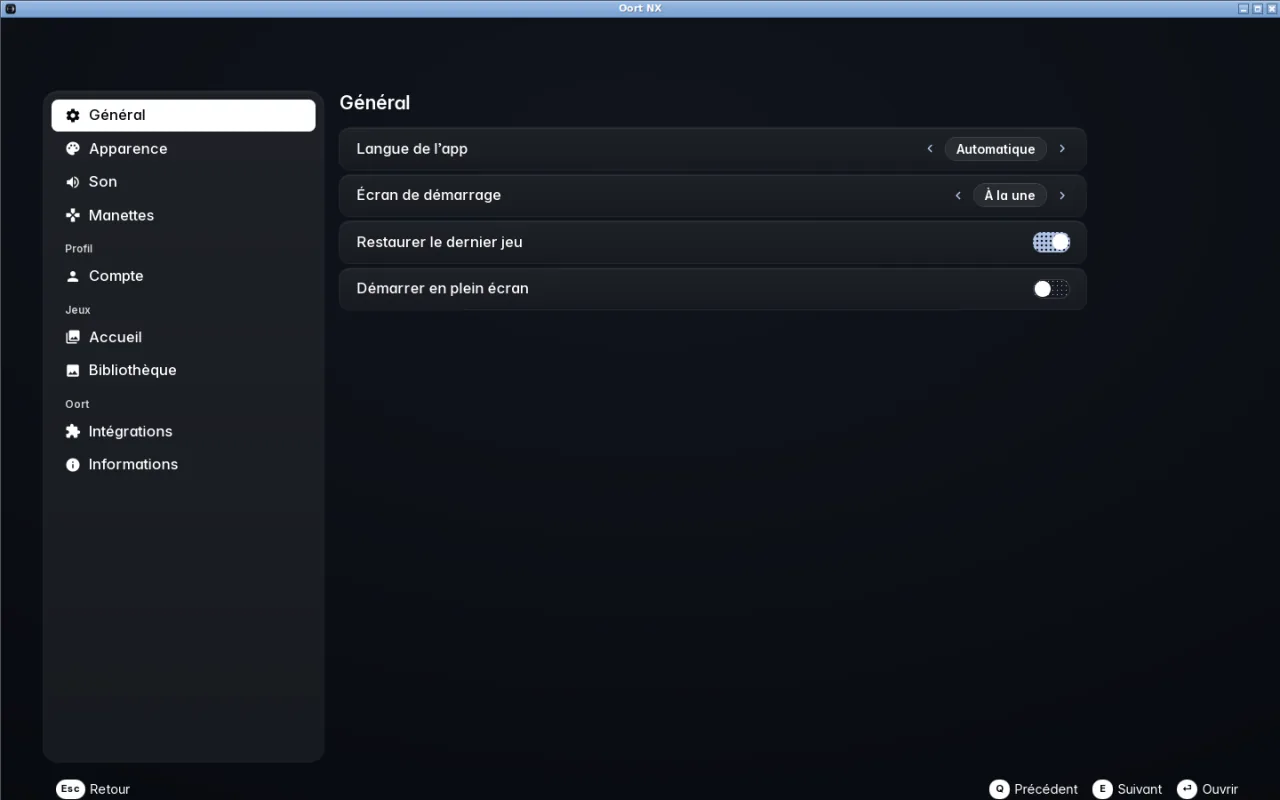 Oort NX
Général
Apparence
Son
Manettes
Profil
Compte
Jeux
Accueil
Bibliothèque
Oort
Intégrations
Informations
Général
Langue de l’app
Automatique
Écran de démarrage
À la une
Restaurer le dernier jeu
Démarrer en plein écran
Esc Retour
Q Précédent E Suivant ⏎ Ouvrir